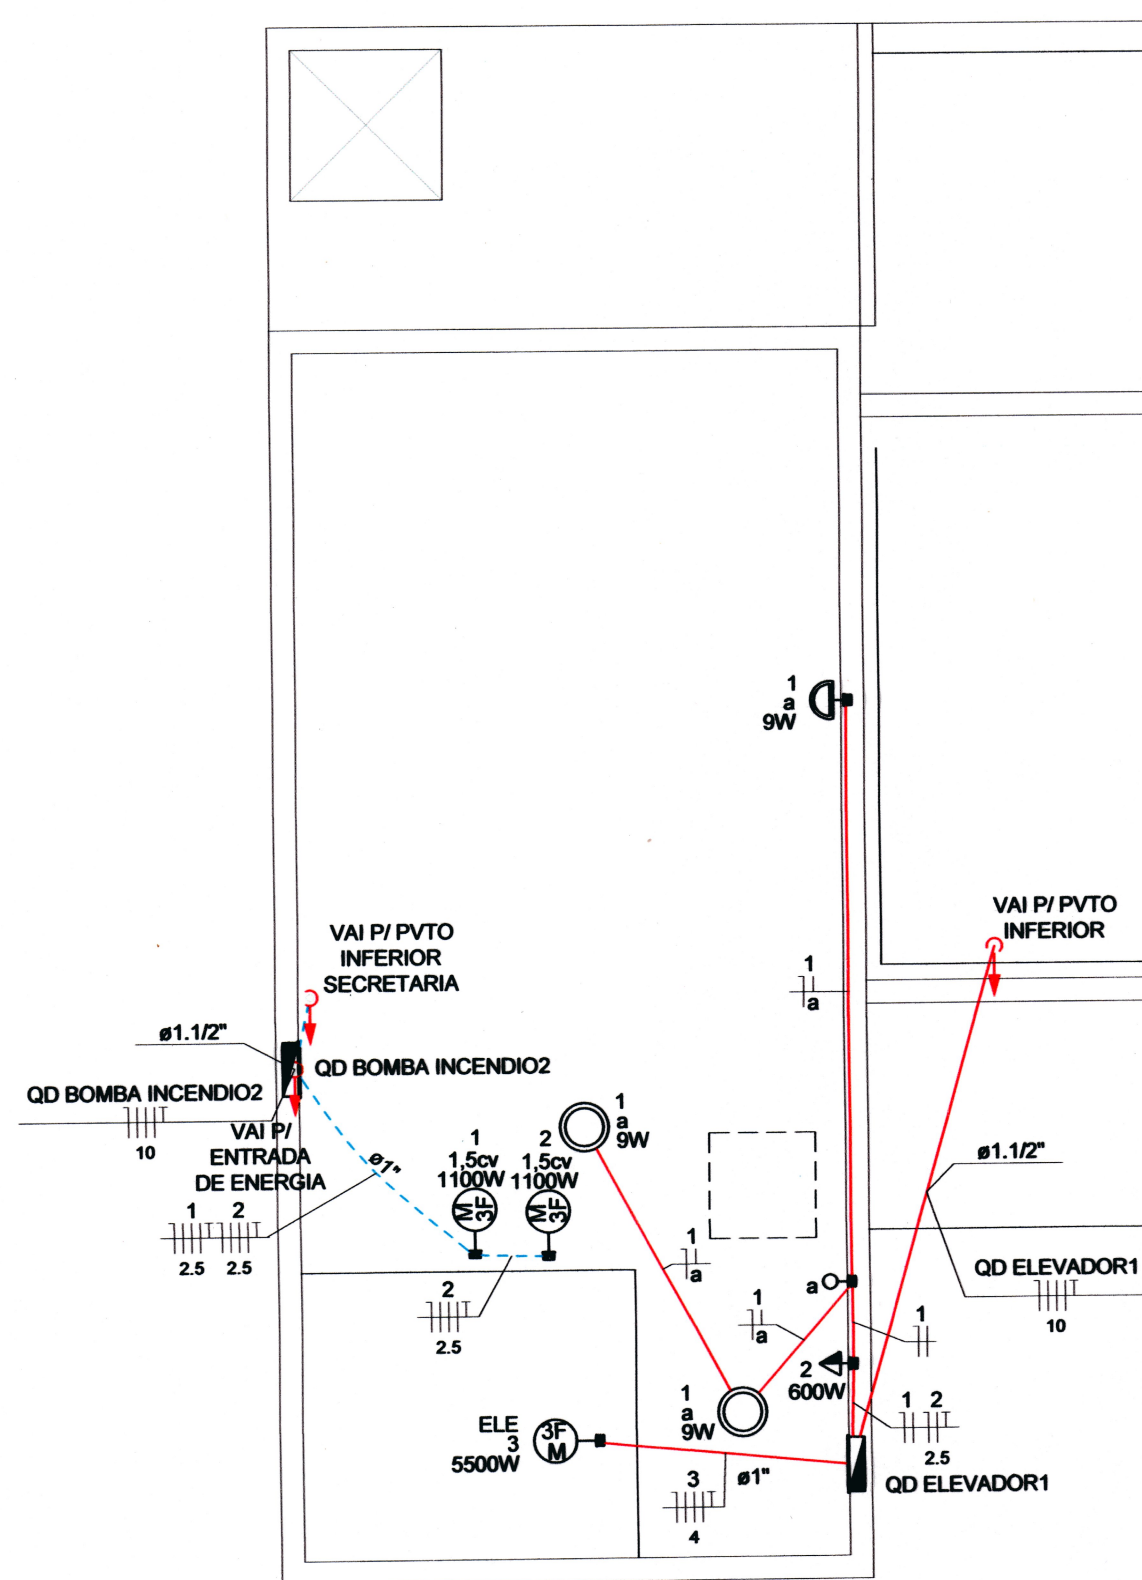 1
a
9W
VAI P/ PVTO
INFERIOR
SECRETARIA
VAI P/ PVTO
INFERIOR
1
a
ø1.1/2"
QD BOMBA INCENDIO2
QD BOMBA INCENDIO2
10
VAI P/
ENTRADA
DE ENERGIA
1
a
9W
1
1,5cv
1100W
M
3F
2
1,5cv
1100W
M
3F
ø1"
ø1.1/2"
1 2
2.5 2.5
1
a
QD ELEVADOR1
10
a
2
2.5
1
a
1
2
600W
1
a
9W
1 2
2.5
ELE
3
5500W
3F
M
ø1"
QD ELEVADOR1
3
4